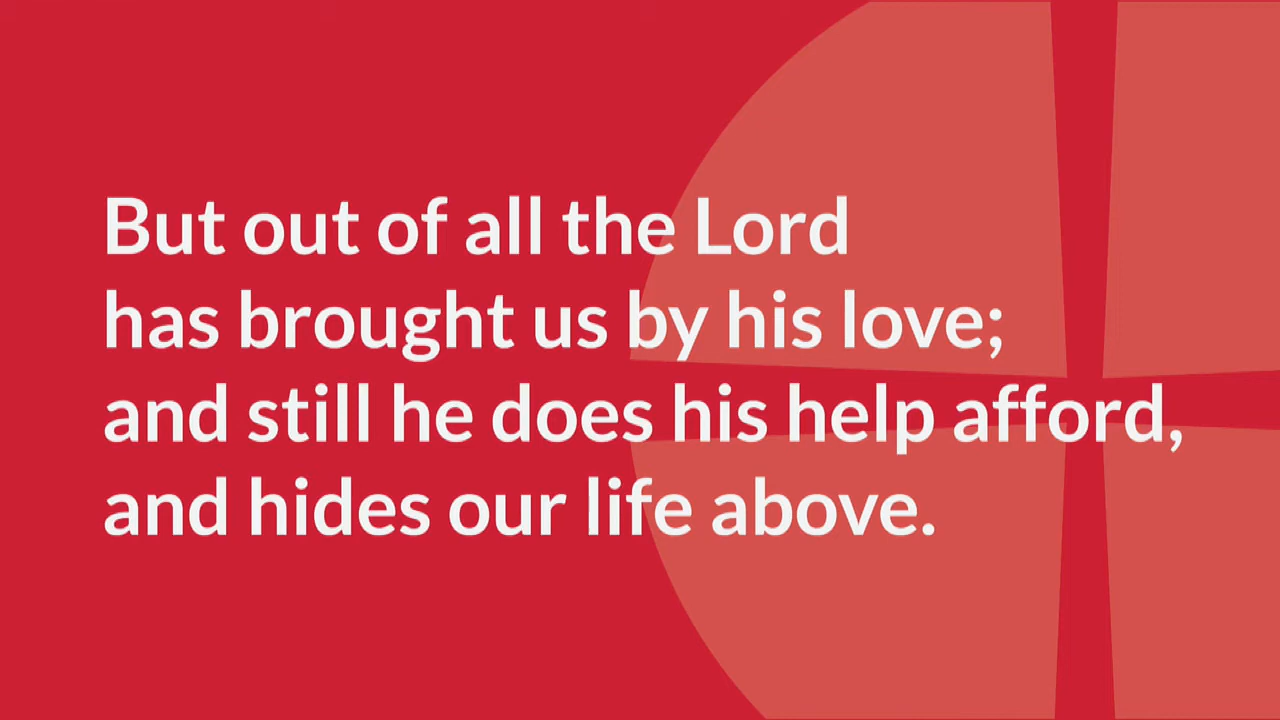 But out of all the Lord
has brought us by his love;
and still he does his help afford,
and hides our life above.